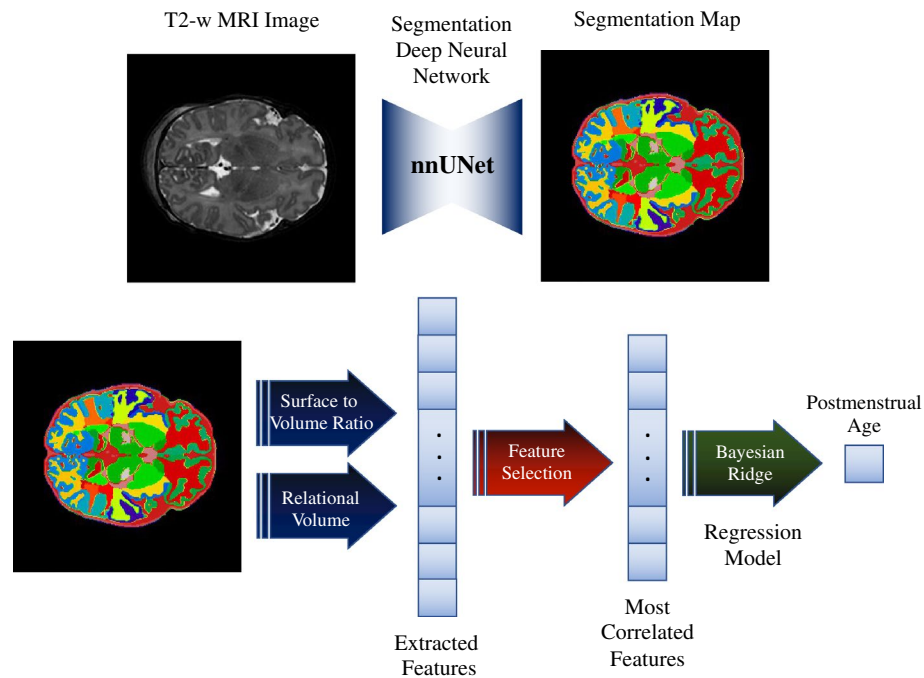 T2-w MRI Image
Segmentation
Deep Neural
Network
Segmentation Map
nnUNet
Surface to
Volume Ratio
Relational
Volume
Extracted
Features
Feature
Selection
Most
Correlated
Features
Bayesian
Ridge
Regression
Model
Postmenstrual
Age